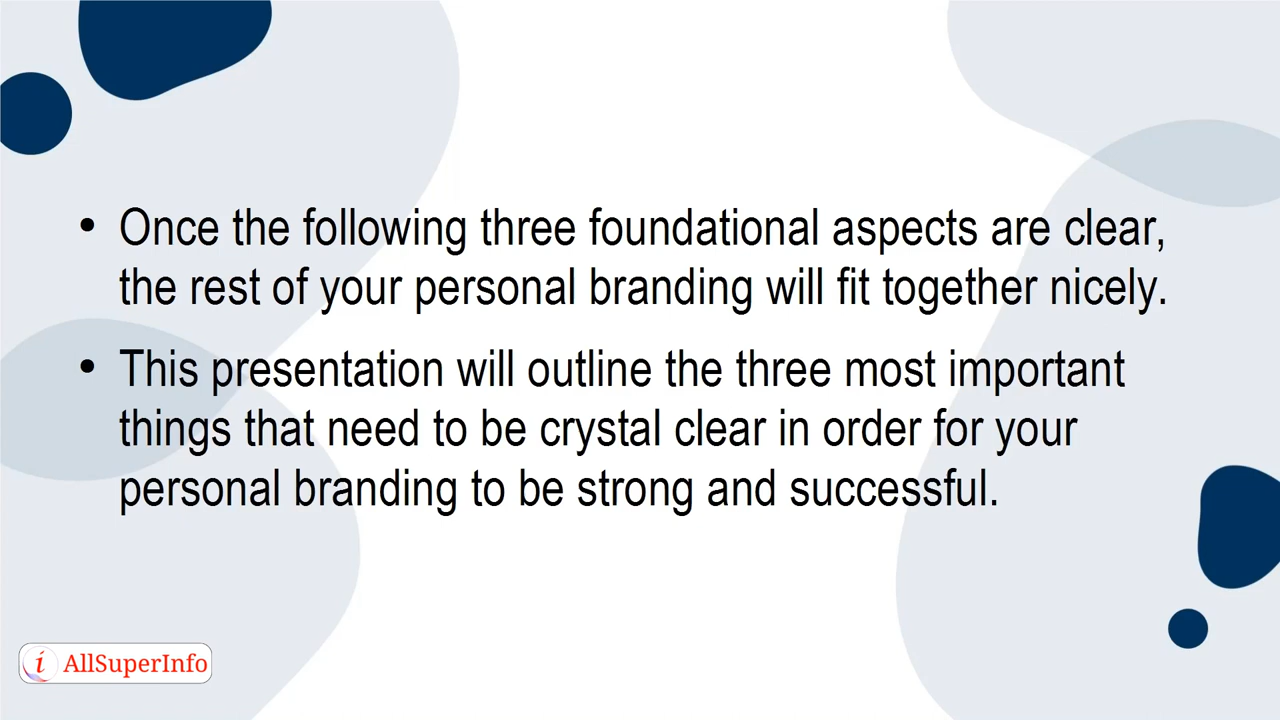 • Once the following three foundational aspects are clear,
the rest of your personal branding will fit together nicely.
• This presentation will outline the three most important
things that need to be crystal clear in order for your
personal branding to be strong and successful.
i AllSuperInfo